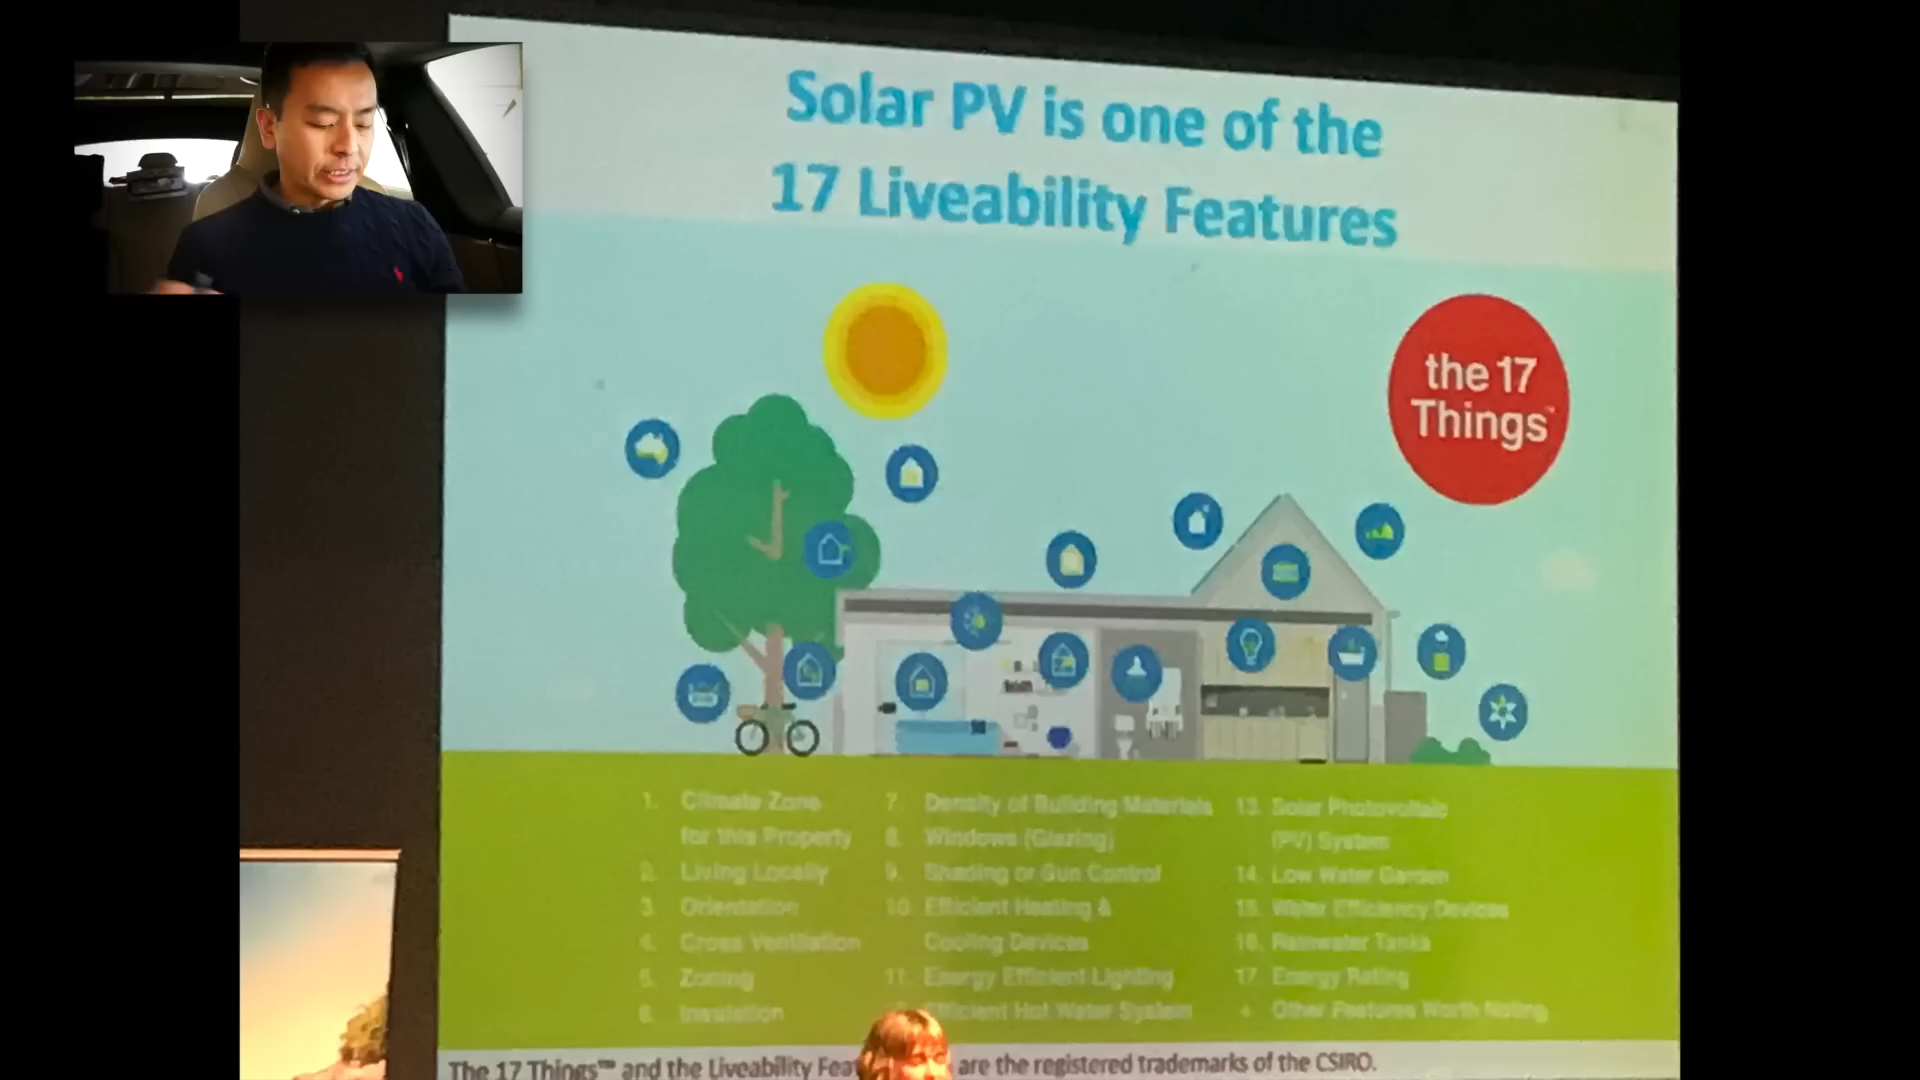 Solar PV is one of the
17 Liveability Features
the 17
Things™
1. Climate Zone
for this Property
2. Living Locally
3. Orientation
4. Cross Ventilation
5. Zoning
6. Insulation
7. Density of Building Materials
8. Windows (Glazing)
9. Shading or Sun Control
10. Efficient Heating &
Cooling Devices
11. Energy Efficient Lighting
Efficient Hot Water System
13. Solar Photovoltaic
(PV) System
14. Low Water Garden
15. Water Efficiency Devices
16. Rainwater Tanks
17. Energy Rating
+ Other Features Worth Noting
The 17 Things™ and the Liveability Fea are the registered trademarks of the CSIRO.